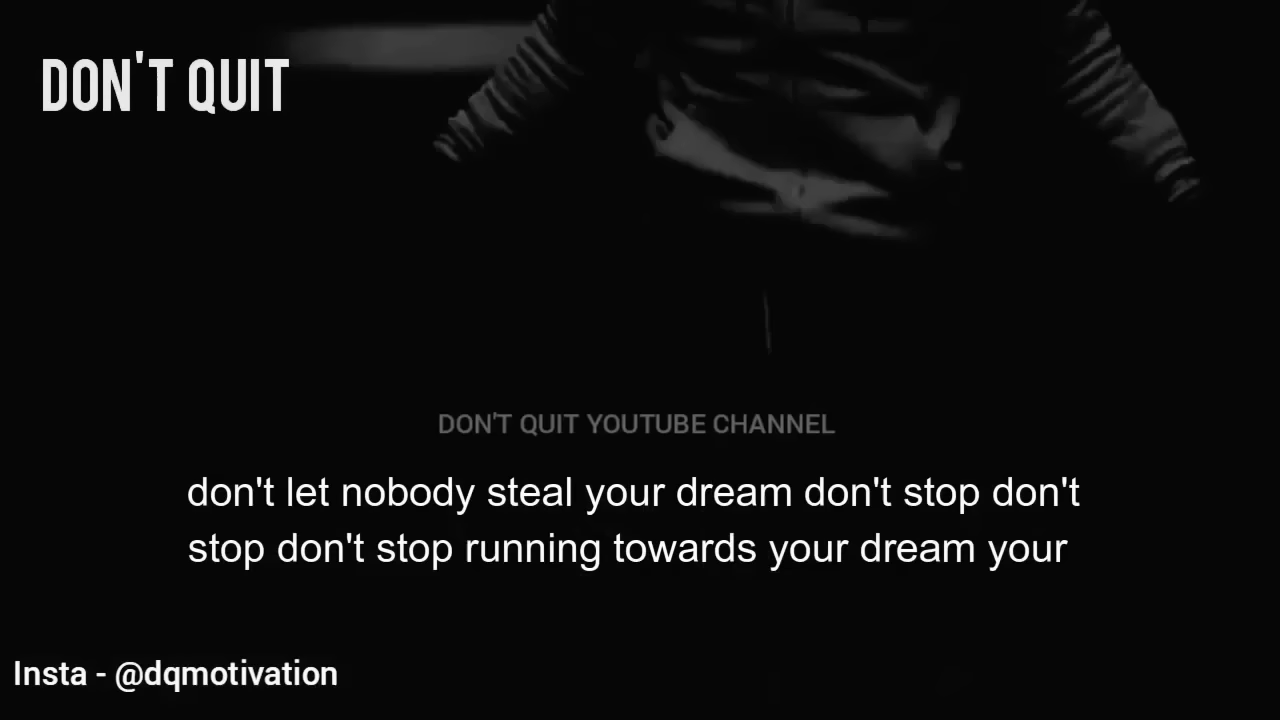 DON'T QUIT
DON'T QUIT YOUTUBE CHANNEL
don't let nobody steal your dream don't stop don't
stop don't stop running towards your dream your
Insta - @dqmotivation